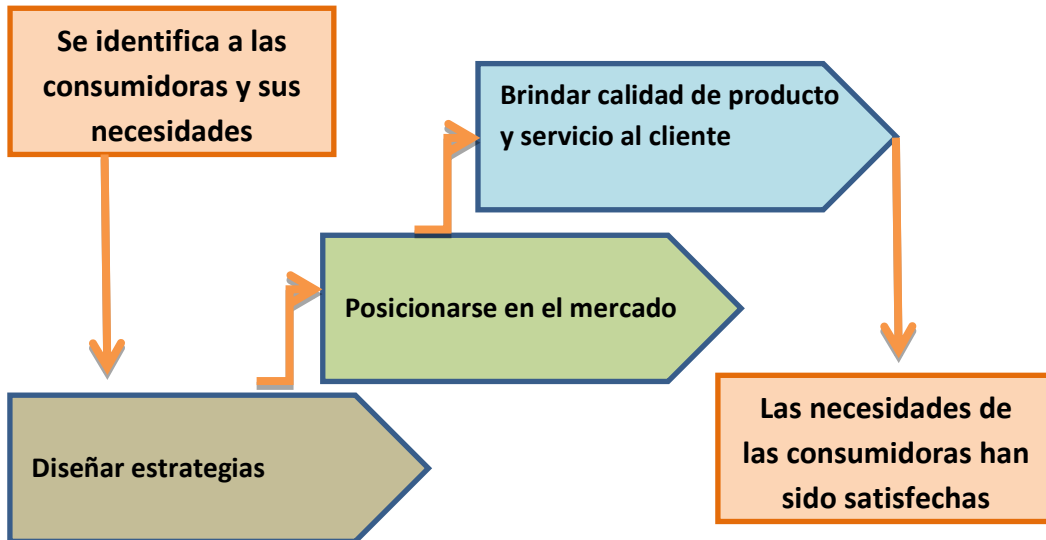 Se identifica a las
consumidoras y sus
necesidades
Brindar calidad de producto
y servicio al cliente
Posicionarse en el mercado
Diseñar estrategias
Las necesidades de
las consumidoras han
sido satisfechas